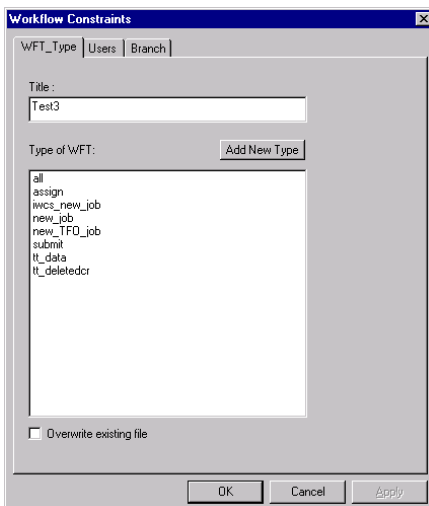 Workflow Constraints
WFT_Type Users Branch
Title :
Test3
Type of WFT: Add New Type
all
assign
iwcs_new_job
new_job
new_TFO_job
submit
tt_data
tt_deletedcr
Overwrite existing file
OK Cancel Apply